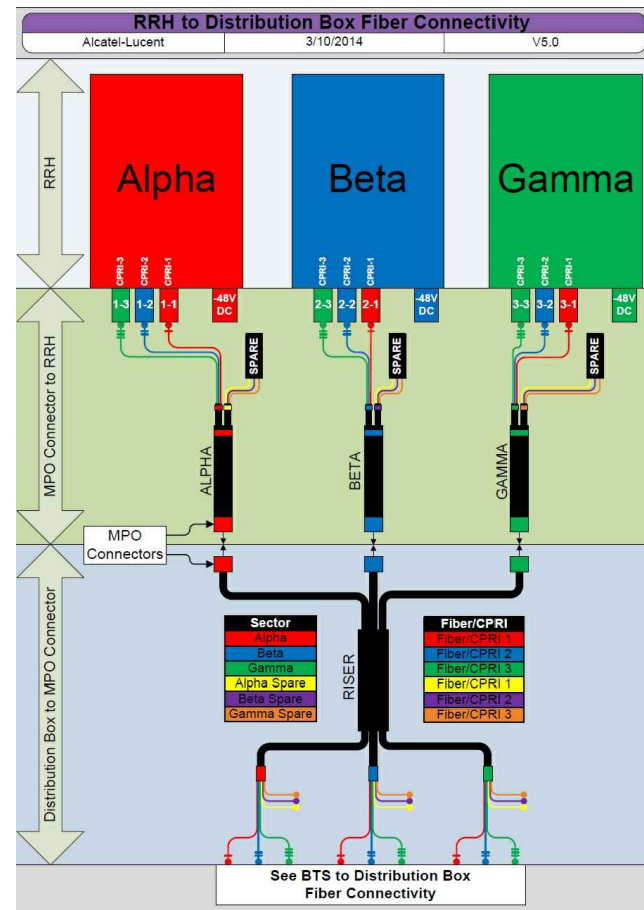 RRH to Distribution Box Fiber Connectivity
Alcatel-Lucent 3/10/2014 V5.0
RRH
Alpha
Beta
Gamma
CPRI-3 CPRI-2 CPRI-1
CPRI-3 CPRI-2 CPRI-1
CPRI-3 CPRI-2 CPRI-1
1-3 1-2 1-1 -48V DC
2-3 2-2 2-1 -48V DC
3-3 3-2 3-1 -48V DC
MPO Connector to RRH
SPARE
SPARE
SPARE
ALPHA
BETA
GAMMA
MPO
Connectors
Distribution Box to MPO Connector
Sector
Alpha
Beta
Gamma
Alpha Spare
Beta Spare
Gamma Spare
RISER
Fiber/CPRI
Fiber/CPRI 1
Fiber/CPRI 2
Fiber/CPRI 3
Fiber/CPRI 1
Fiber/CPRI 2
Fiber/CPRI 3
See BTS to Distribution Box
Fiber Connectivity